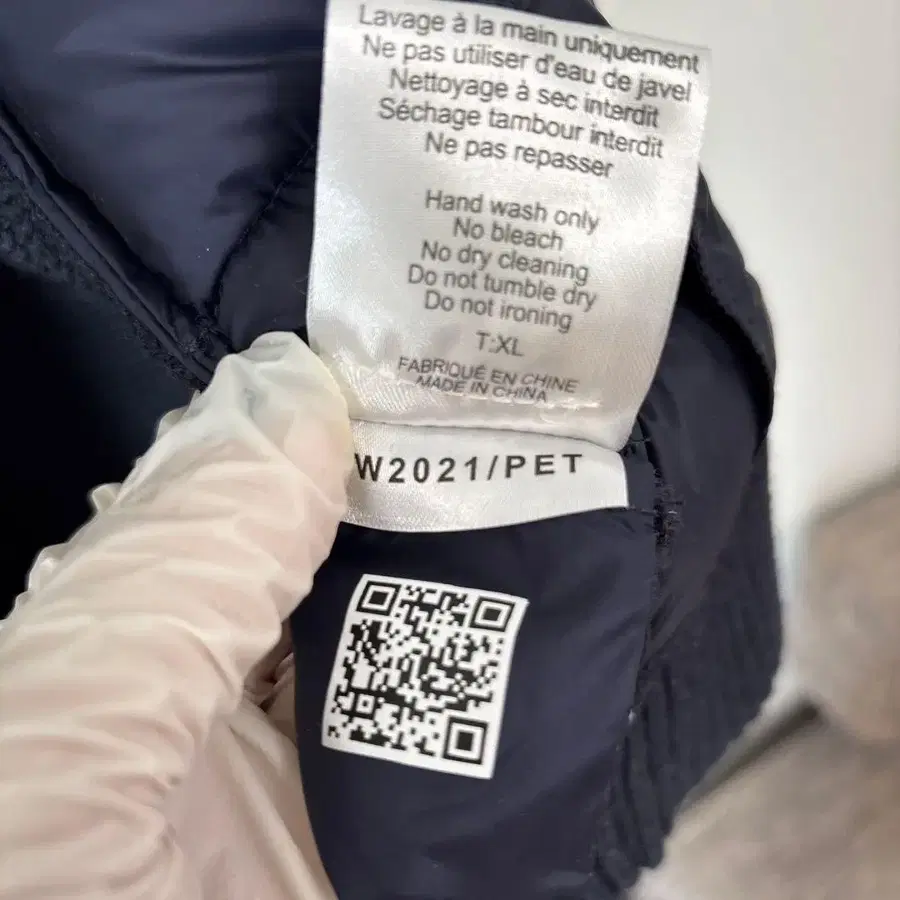 Lavage à la main uniquement
Ne pas utiliser d'eau de javel
Nettoyage à sec interdit
Séchage tambour interdit
Ne pas repasser
Hand wash only
No bleach
No dry cleaning
Do not tumble dry
Do not ironing
T:XL
FABRIQUÉ EN CHINE
MADE IN CHINA
W2021/PET